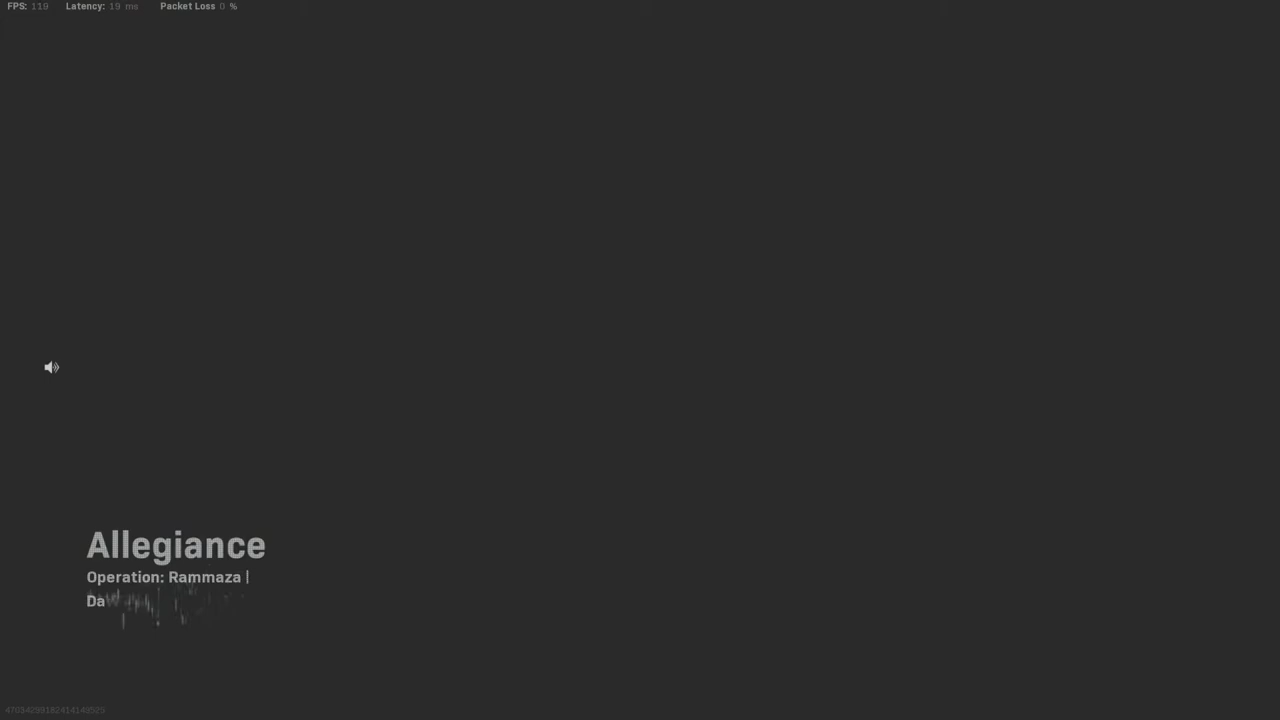 FPS: 119 Latency: 19 ms Packet Loss 0 %
Allegiance
Operation: Rammaza |
Da